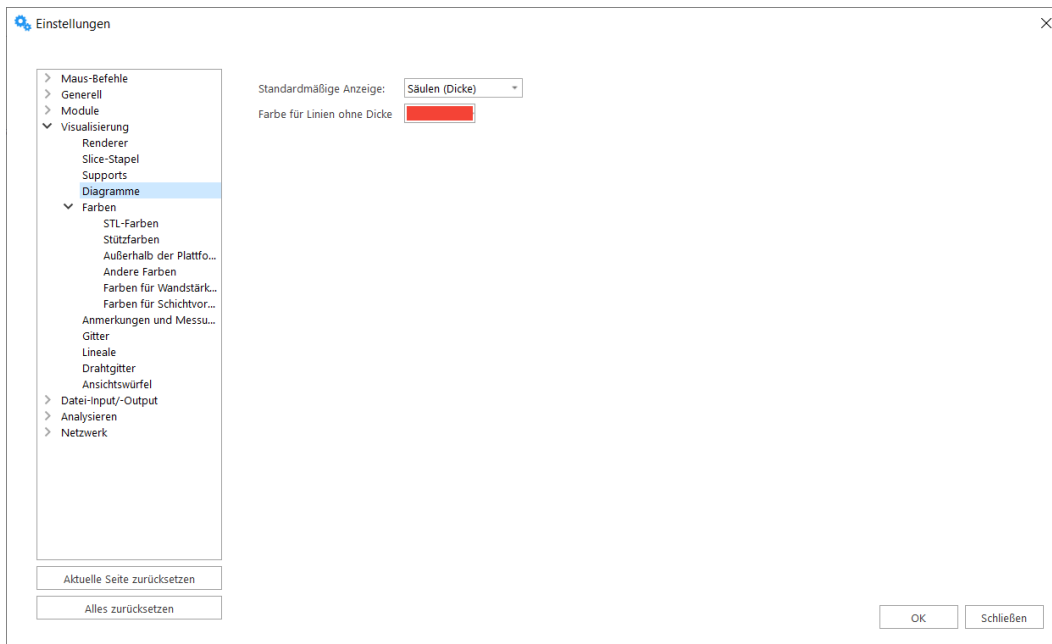 Einstellungen
Maus-Befehle
Generell
Module
Visualisierung
Renderer
Slice-Stapel
Supports
Diagramme
Farben
STL-Farben
Stützfarben
Außerhalb der Plattfo...
Andere Farben
Farben für Wandstärk...
Farben für Schichtvor...
Anmerkungen und Messu...
Gitter
Lineale
Drahtgitter
Ansichtswürfel
Datei-Input/-Output
Analysieren
Netzwerk
Aktuelle Seite zurücksetzen
Alles zurücksetzen
Standardmäßige Anzeige: Säulen (Dicke)
Farbe für Linien ohne Dicke
OK Schließen